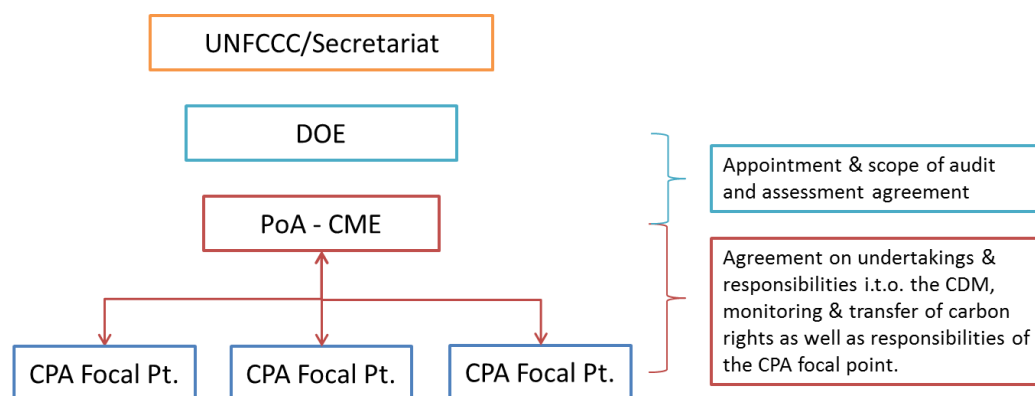 UNFCCC/Secretariat
DOE
Appointment & scope of audit
and assessment agreement
PoA - CME
Agreement on undertakings &
responsibilities i.t.o. the CDM,
monitoring & transfer of carbon
rights as well as responsibilities of
the CPA focal point.
CPA Focal Pt.
CPA Focal Pt.
CPA Focal Pt.